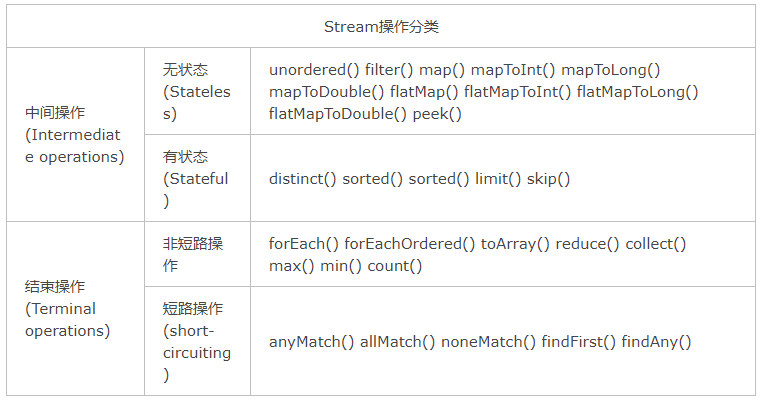 Stream操作分类
中间操作
(Intermediat
e operations)
无状态
(Stateles
s)
unordered() filter() map() mapToInt() mapToLong()
mapToDouble() flatMap() flatMapToInt() flatMapToLong()
flatMapToDouble() peek()
有状态
(Stateful
)
distinct() sorted() sorted() limit() skip()
结束操作
(Terminal
operations)
非短路操
作
forEach() forEachOrdered() toArray() reduce() collect()
max() min() count()
短路操作
(short-
circuiting
)
anyMatch() allMatch() noneMatch() findFirst() findAny()